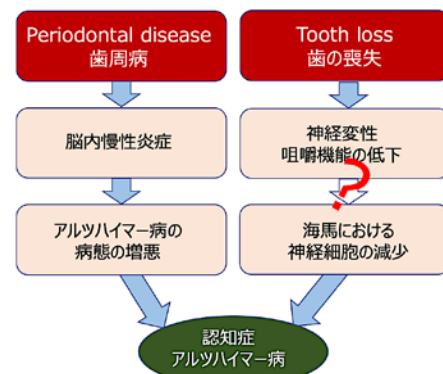 Periodontal disease
歯周病
Tooth loss
歯の喪失
脳内慢性炎症
神経変性
咀嚼機能の低下
?
アルツハイマー病の
病態の増悪
海馬における
神経細胞の減少
認知症
アルツハイマー病